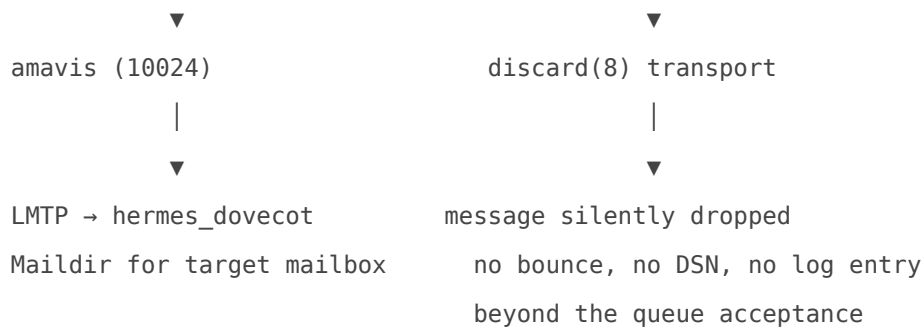 ▼ ▼
amavis (10024) discard(8) transport
│ │
▼ ▼
LMTP → hermes_dovecot message silently dropped
Maildir for target mailbox no bounce, no DSN, no log entry
beyond the queue acceptance